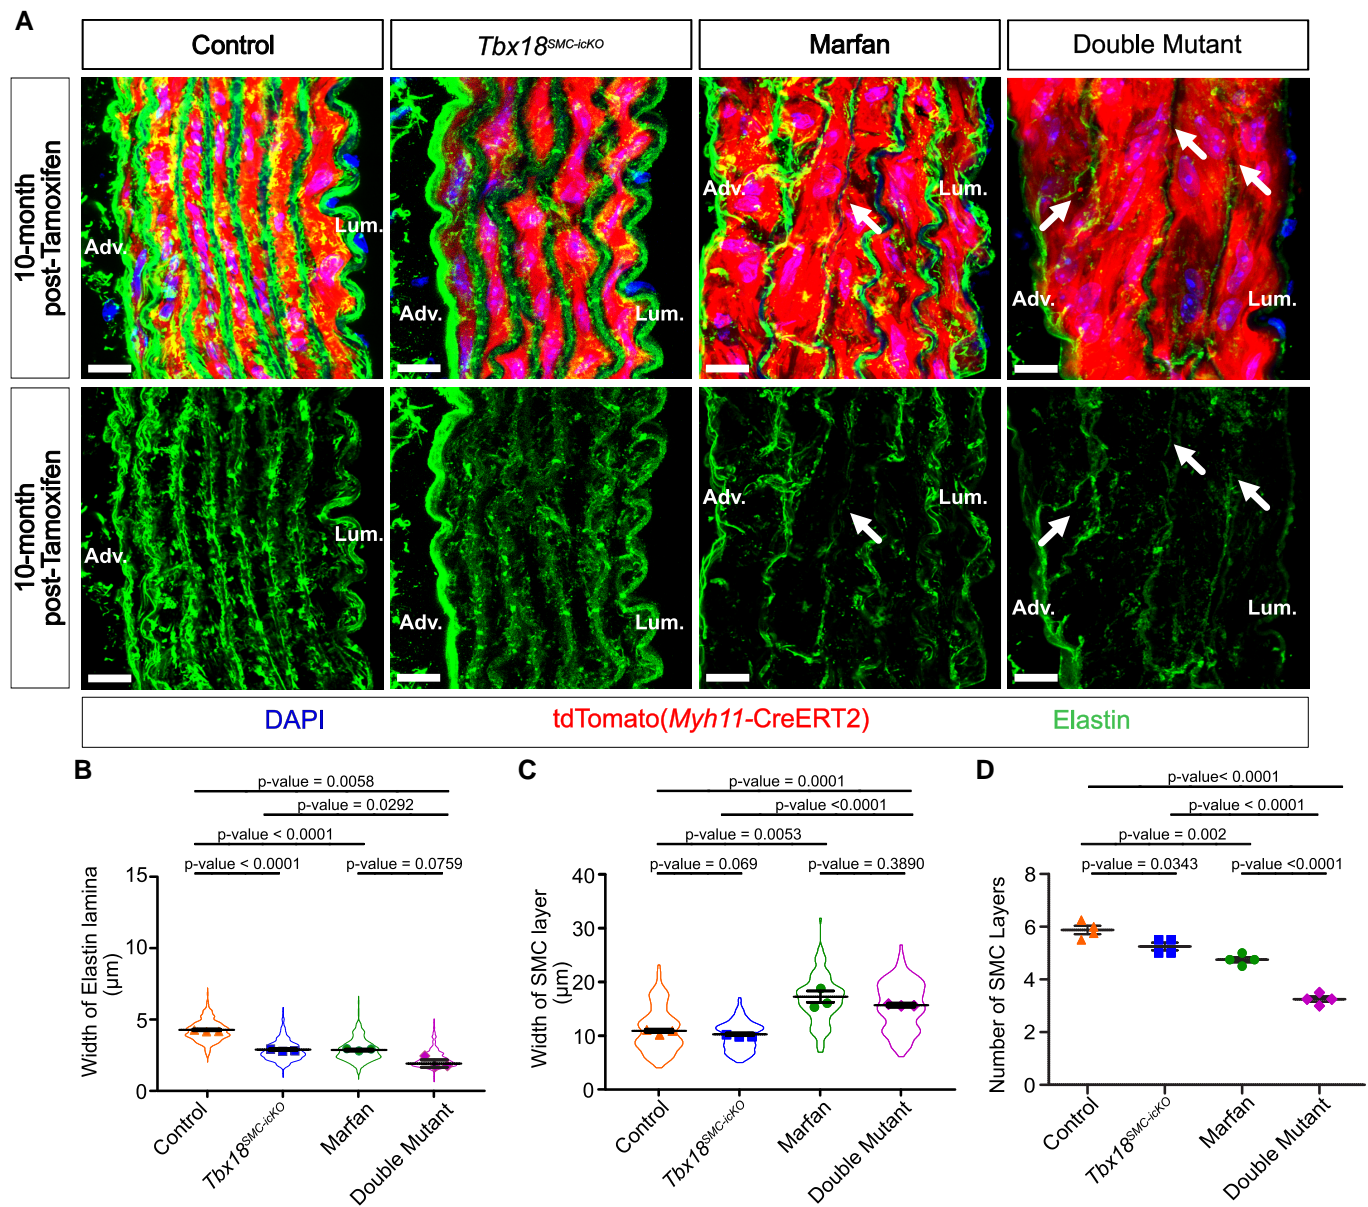 A
Control
Tbx18SMC-icKO
Marfan
Double Mutant
10-month
post-Tamoxifen
Adv.
Lum.
Adv.
Lum.
Adv.
Lum.
Adv.
Lum.
10-month
post-Tamoxifen
Adv.
Lum.
Adv.
Lum.
Adv.
Lum.
Adv.
Lum.
DAPI
tdTomato(Myh11-CreERT2)
Elastin
B
p-value = 0.0058
p-value = 0.0292
p-value < 0.0001
p-value < 0.0001
p-value = 0.0759
Width of Elastin lamina
(µm)
15
10
5
0
Control
Tbx18SMC-icKO
Marfan
Double Mutant
C
p-value = 0.0001
p-value <0.0001
p-value = 0.0053
p-value = 0.069
p-value = 0.3890
Width of SMC layer
(µm)
40
30
20
10
0
Control
Tbx18SMC-icKO
Marfan
Double Mutant
D
p-value< 0.0001
p-value < 0.0001
p-value = 0.002
p-value = 0.0343
p-value <0.0001
Number of SMC Layers
8
6
4
2
0
Control
Tbx18SMC-icKO
Marfan
Double Mutant